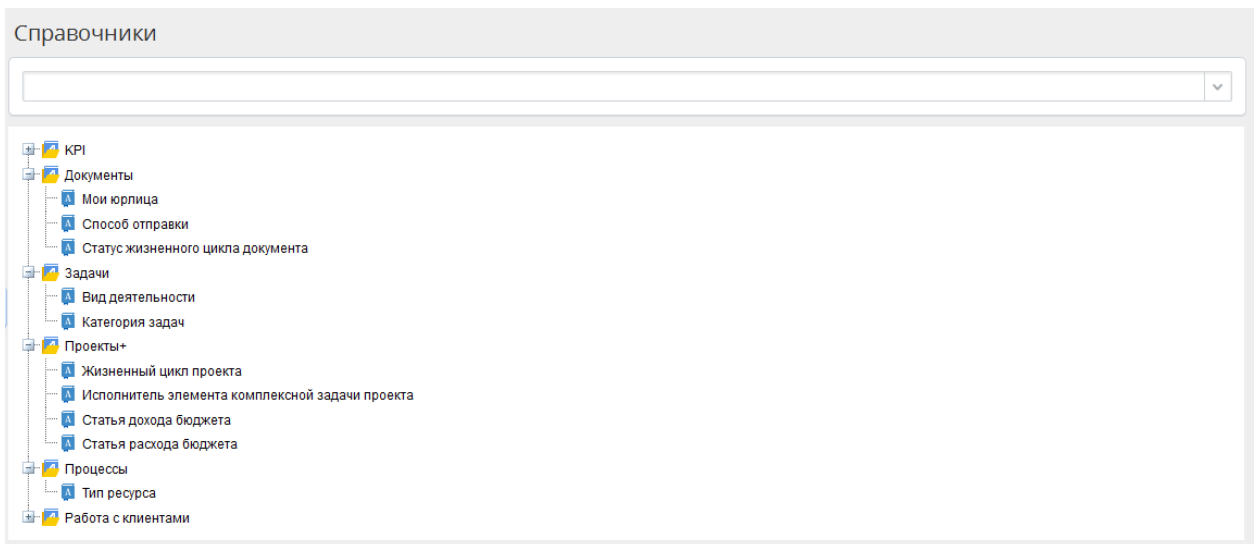 Справочники
KPI
Документы
Мои юрлица
Способ отправки
Статус жизненного цикла документа
Задачи
Вид деятельности
Категория задач
Проекты+
Жизненный цикл проекта
Исполнитель элемента комплексной задачи проекта
Статья дохода бюджета
Статья расхода бюджета
Процессы
Тип ресурса
Работа с клиентами